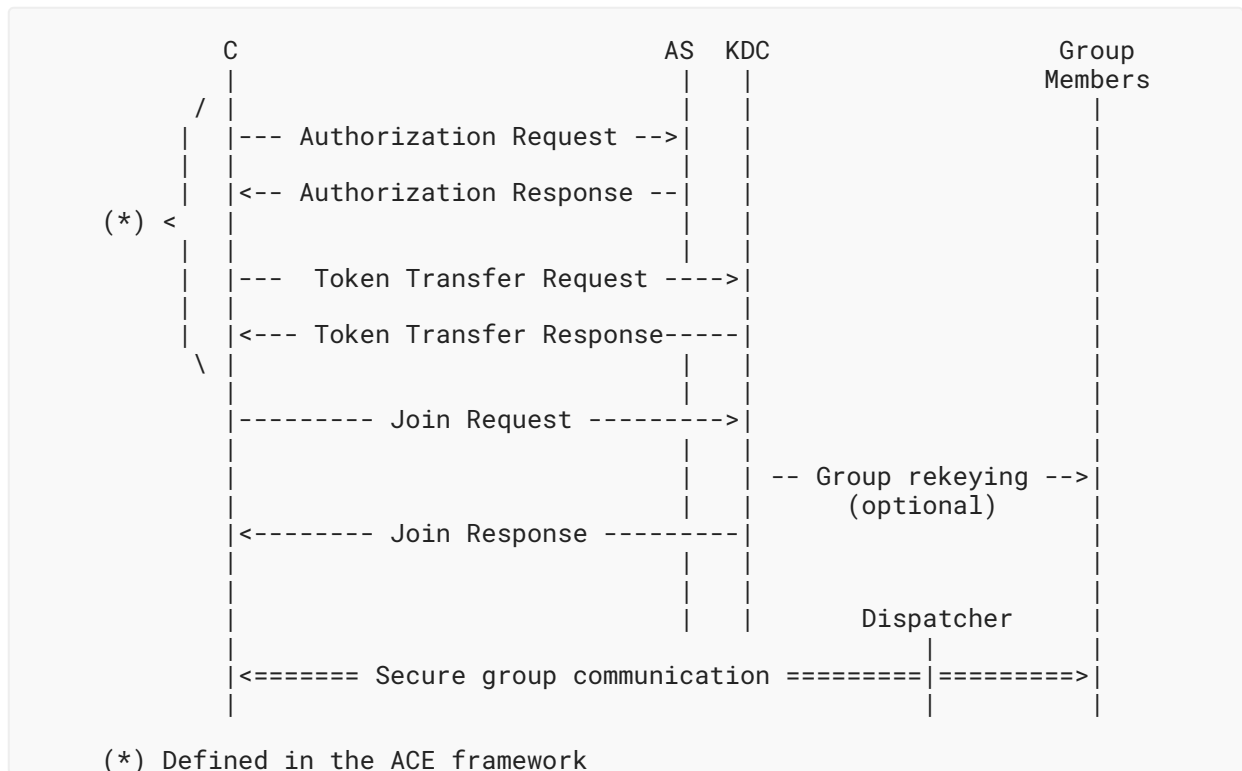 C AS KDC Group
| | | Members
/ | | | |
| |--- Authorization Request -->| | |
| | | | |
| |<-- Authorization Response --| | |
(*) < | | | |
| | | | |
| |--- Token Transfer Request ---->| |
| | | |
| |<--- Token Transfer Response-----| |
\ | | | |
| | | |
|--------- Join Request --------->| |
| | | |
| | | -- Group rekeying -->|
| | | (optional) |
|<-------- Join Response ---------| |
| | | |
| | | |
| | | Dispatcher |
| | |
|<======= Secure group communication =========|=========>|
| | |
(*) Defined in the ACE framework